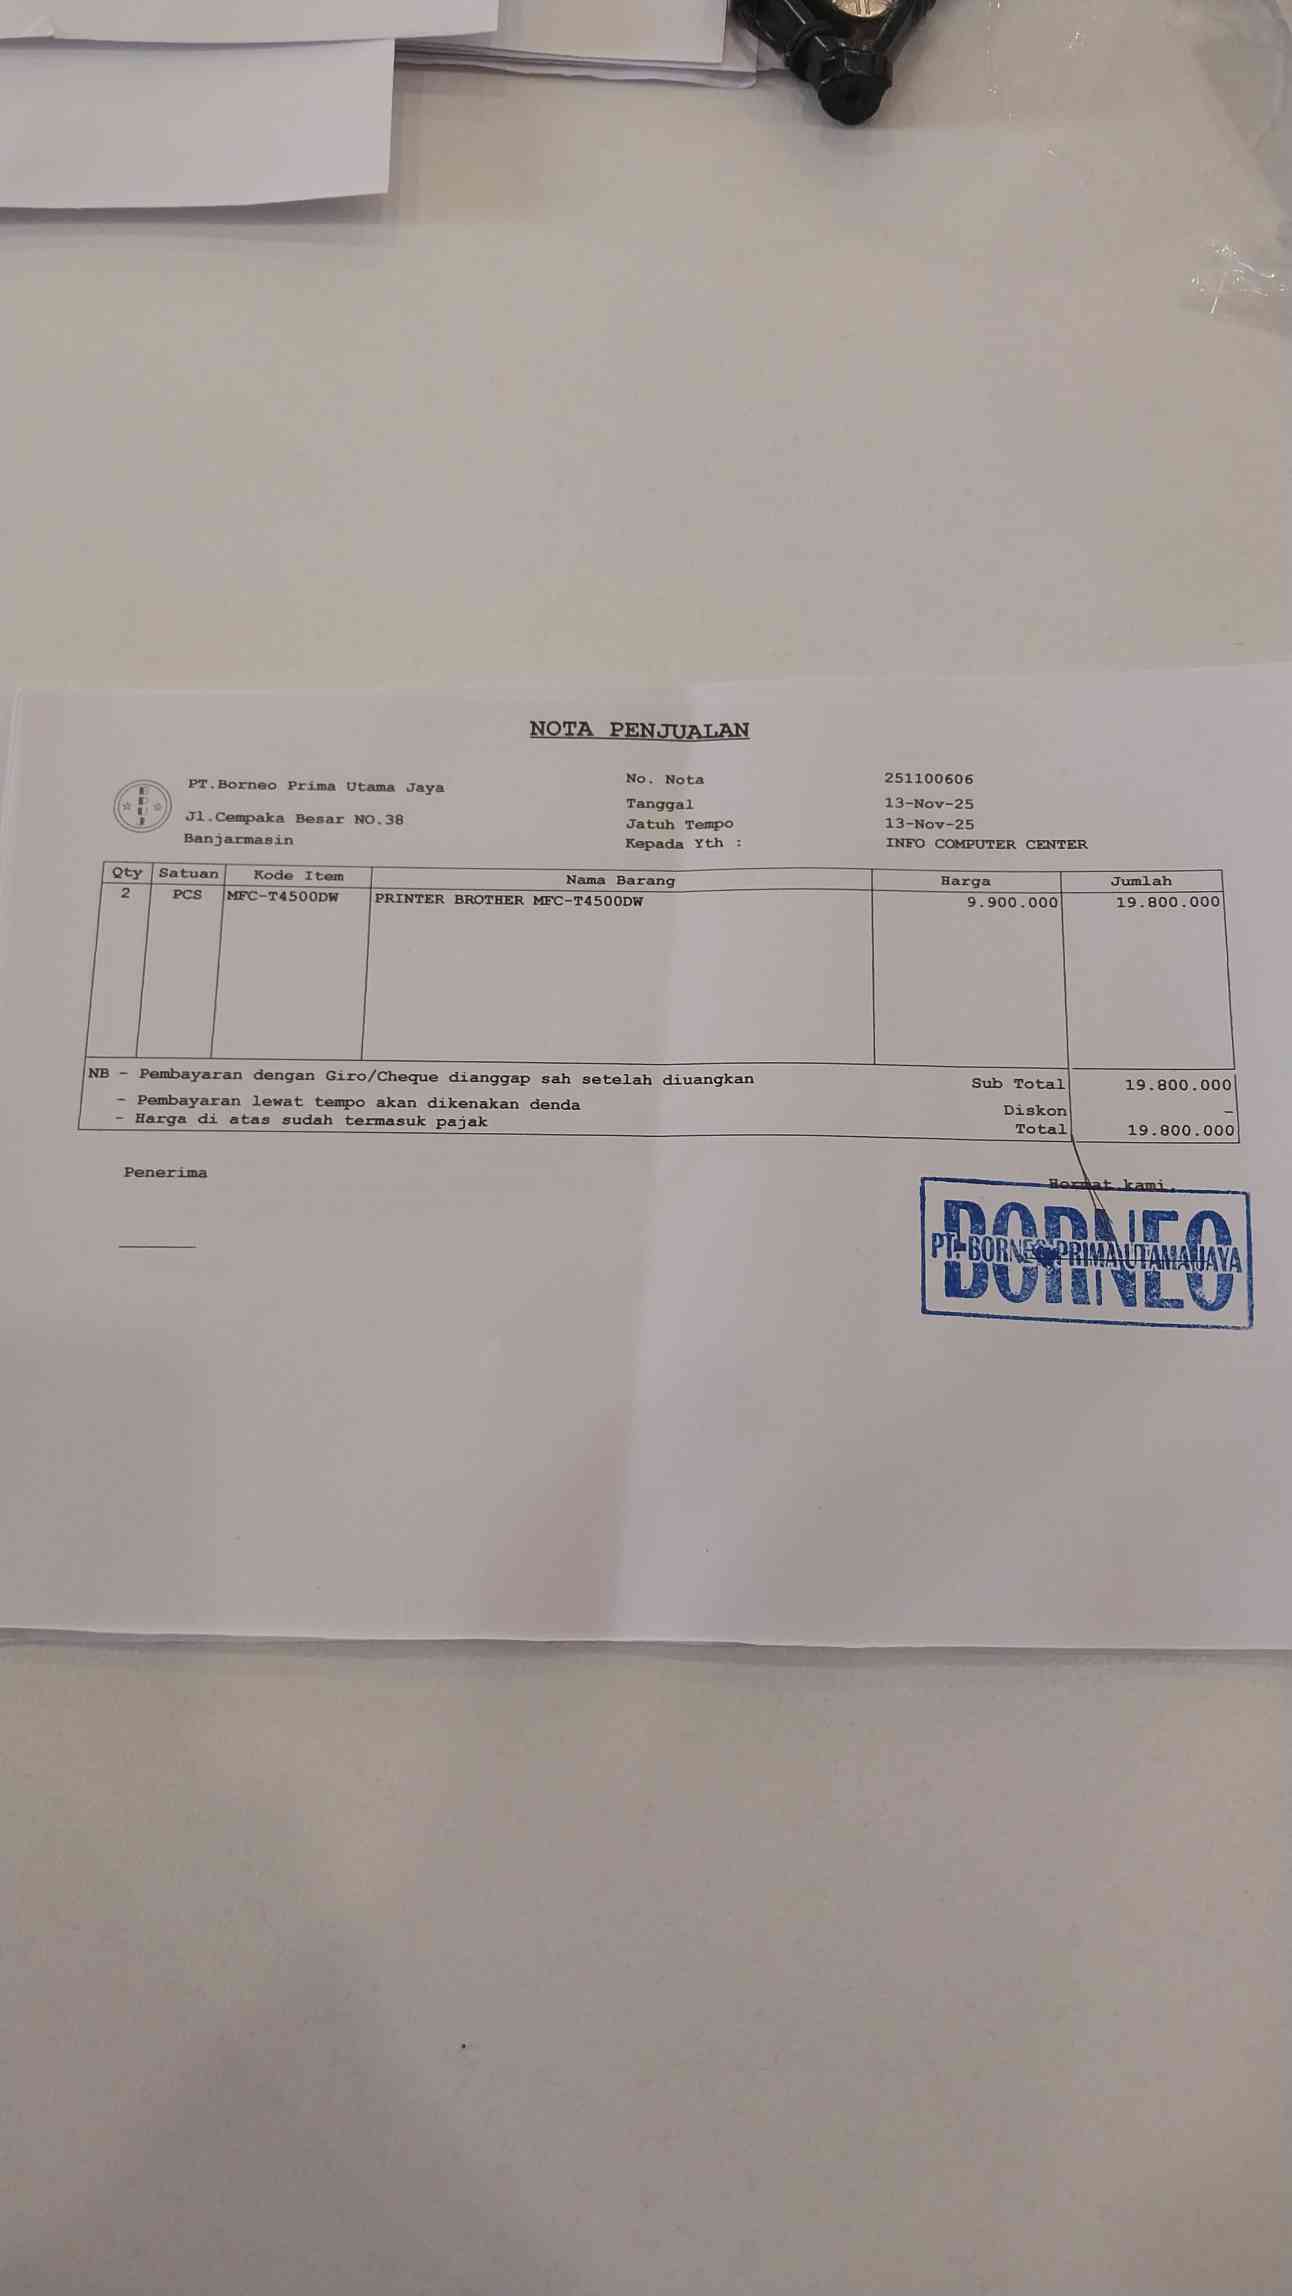 NOTA PENJUALAN
PT.Borneo Prima Utama Jaya
Jl.Cempaka Besar NO.38
Banjarmasin
No. Nota 251100606
Tanggal 13-Nov-25
Jatuh Tempo 13-Nov-25
Kepada Yth : INFO COMPUTER CENTER
Qty Satuan Kode Item Nama Barang Harga Jumlah
2 PCS MFC-T4500DW PRINTER BROTHER MFC-T4500DW 9.900.000 19.800.000
NB - Pembayaran dengan Giro/Cheque dianggap sah setelah diuangkan
- Pembayaran lewat tempo akan dikenakan denda
- Harga di atas sudah termasuk pajak
Sub Total 19.800.000
Diskon -
Total 19.800.000
Penerima
Hormat kami,
BORNEO
PT. BORNEO PRIMA UTAMA JAYA